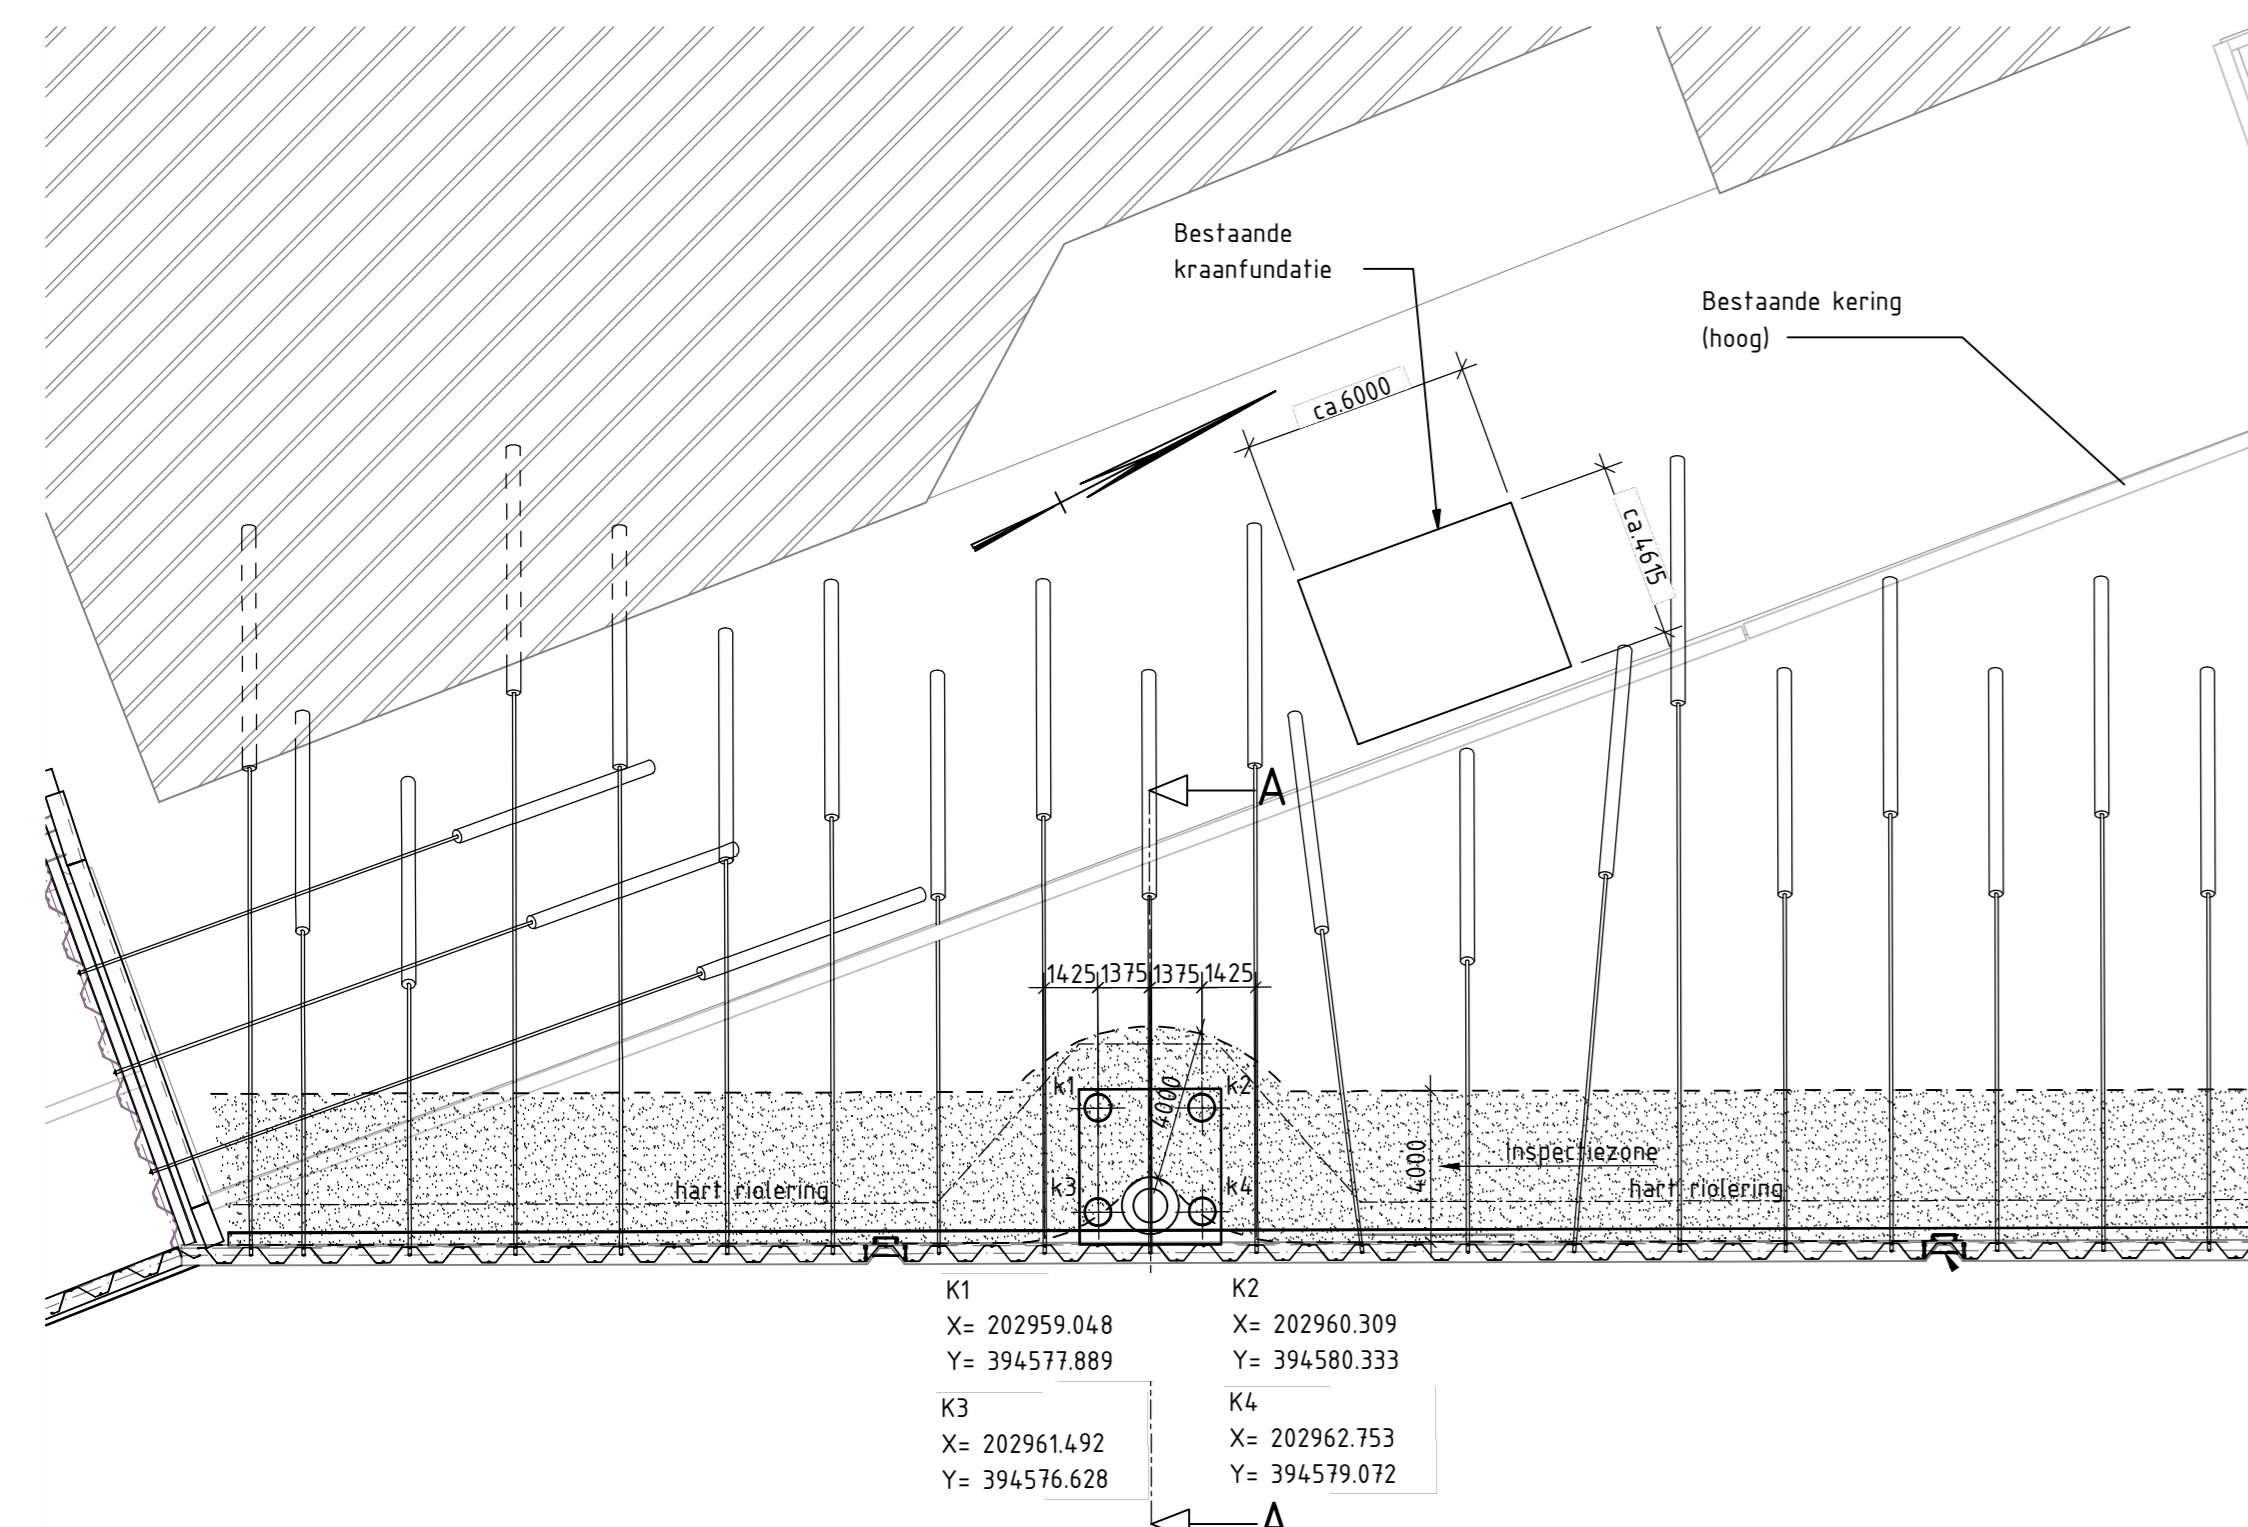 Bestaande
kraanfundatie
Bestaande kering
(hoog)
ca.6000
ca.4615
A
1425 1375 1375 1425
k1
k2
4000
k3
k4
4000
Inspectiezone
hart riolering
hart riolering
K1
X= 202959.048
Y= 394577.889
K2
X= 202960.309
Y= 394580.333
K3
X= 202961.492
Y= 394576.628
K4
X= 202962.753
Y= 394579.072
A